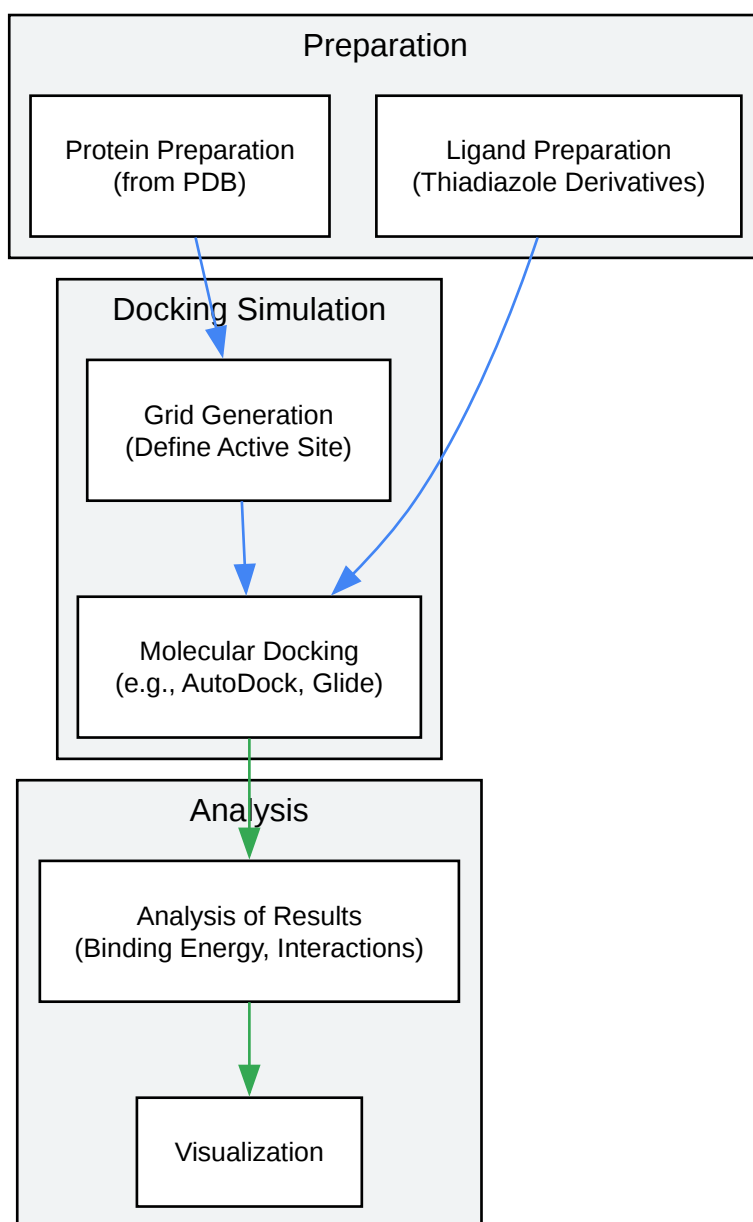 Preparation
Protein Preparation
(from PDB)
Ligand Preparation
(Thiadiazole Derivatives)
Docking Simulation
Grid Generation
(Define Active Site)
Molecular Docking
(e.g., AutoDock, Glide)
Analysis
Analysis of Results
(Binding Energy, Interactions)
Visualization